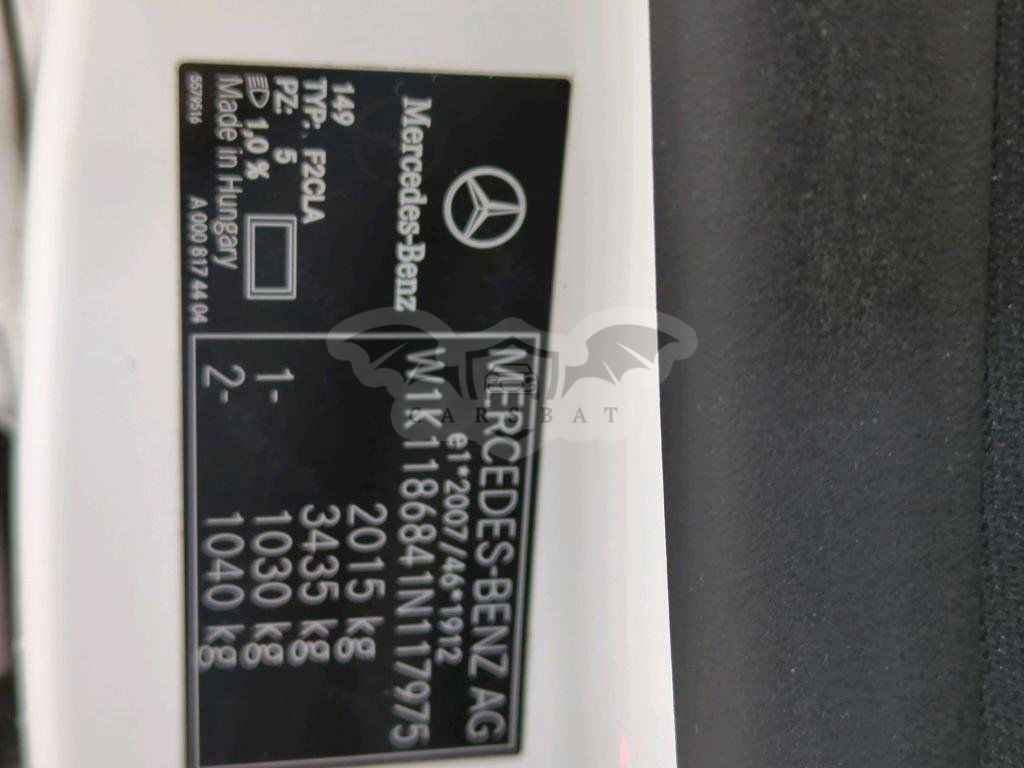 Mercedes-Benz
149
TYP: F2CLA
PZ: 5
1,0 %
Made in Hungary
5579516
A 000 817 44 04
MERCEDES-BENZ AG
e1*2007/46*1912
W1K1186841N117975
2015 kg
3435 kg
1- 1030 kg
2- 1040 kg
CARSBAT